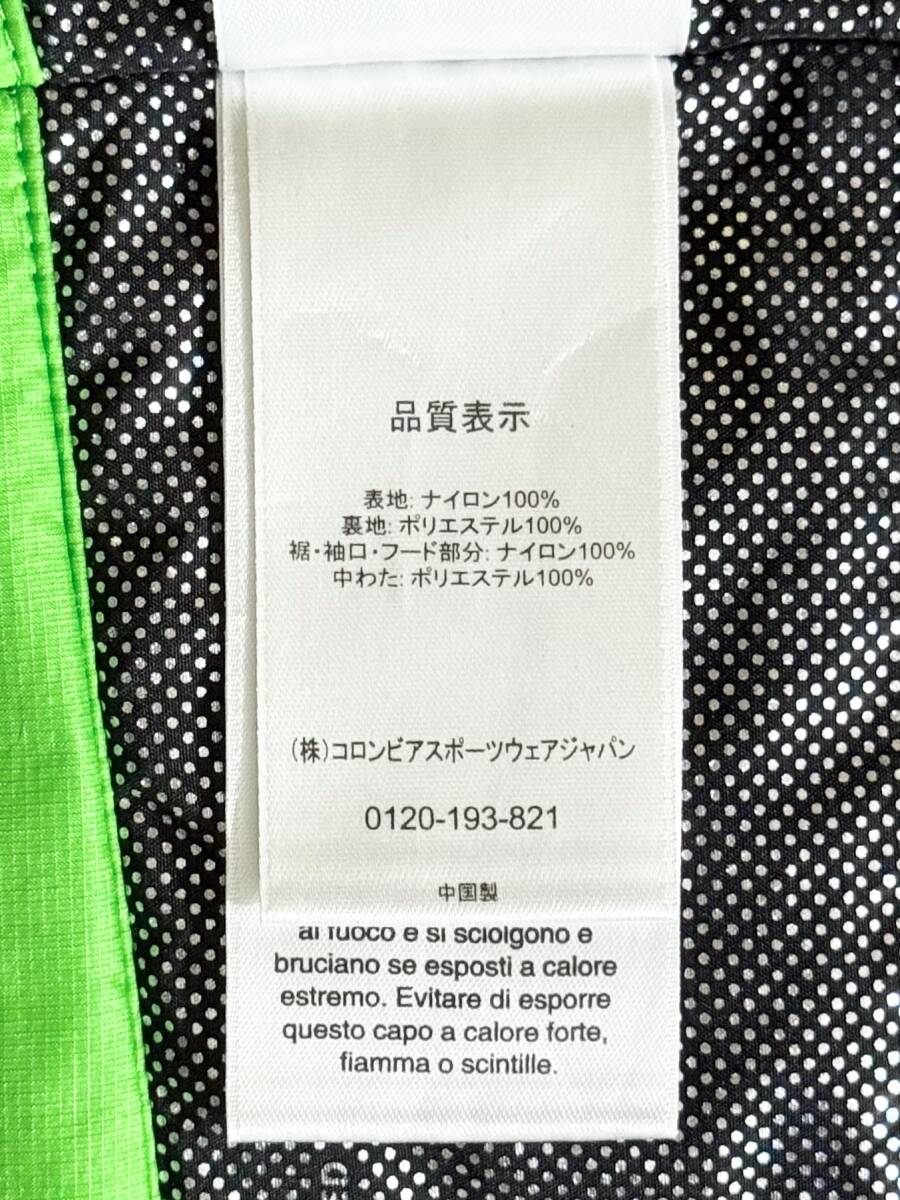 品質表示
表地: ナイロン100%
裏地: ポリエステル100%
裾・袖口・フード部分: ナイロン100%
中わた: ポリエステル100%
(株)コロンビアスポーツウェアジャパン
0120-193-821
中国製
al fuoco e si sciolgono e
bruciano se esposti a calore
estremo. Evitare di esporre
questo capo a calore forte,
fiamma o scintille.